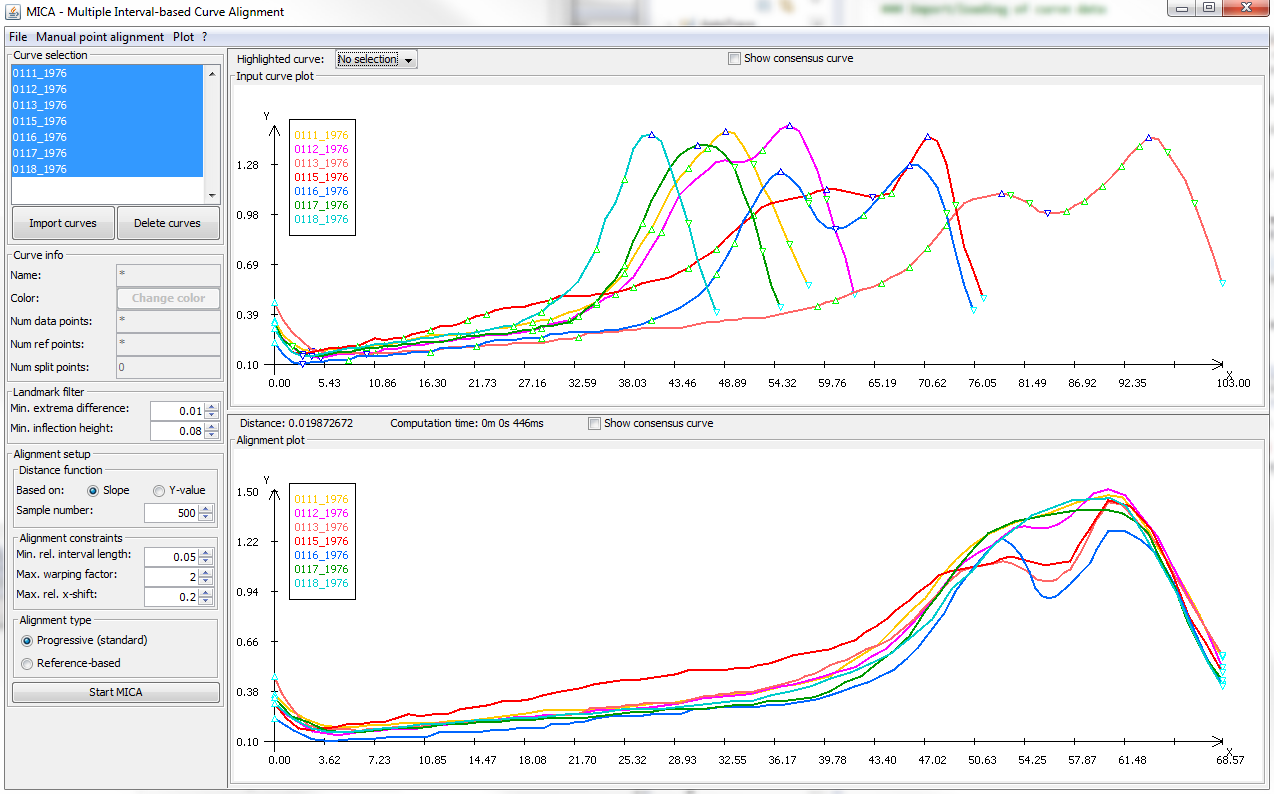 MICA - Multiple Interval-based Curve Alignment
File Manual point alignment Plot ?
Curve selection
0111_1976
0112_1976
0113_1976
0115_1976
0116_1976
0117_1976
0118_1976
Import curves Delete curves
Curve info
Name: *
Color: Change color
Num data points: *
Num ref points: *
Num split points: 0
Landmark filter
Min. extrema difference: 0.01
Min. inflection height: 0.08
Alignment setup
Distance function
Based on: Slope Y-value
Sample number: 500
Alignment constraints
Min. rel. interval length: 0.05
Max. warping factor: 2
Max. rel. x-shift: 0.2
Alignment type
Progressive (standard)
Reference-based
Start MICA
Highlighted curve: No selection Show consensus curve
Input curve plot
Y
0111_1976
0112_1976
0113_1976
0115_1976
0116_1976
0117_1976
0118_1976
1.28
0.98
0.69
0.39
0.10
X
0.00 5.43 10.86 16.30 21.73 27.16 32.59 38.03 43.46 48.89 54.32 59.76 65.19 70.62 76.05 81.49 86.92 92.35 103.00
Distance: 0.019872672 Computation time: 0m 0s 446ms Show consensus curve
Alignment plot
Y
0111_1976
0112_1976
0113_1976
0115_1976
0116_1976
0117_1976
0118_1976
1.50
1.22
0.94
0.66
0.38
0.10
X
0.00 3.62 7.23 10.85 14.47 18.08 21.70 25.32 28.93 32.55 36.17 39.78 43.40 47.02 50.63 54.25 57.87 61.48 68.57